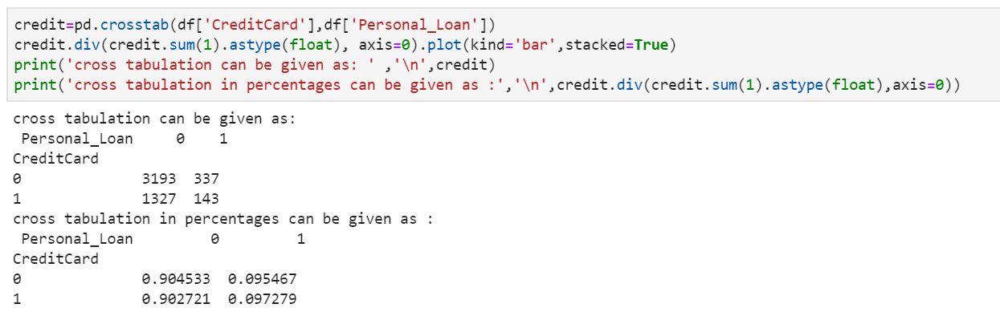 credit=pd.crosstab(df['CreditCard'],df['Personal_Loan'])
credit.div(credit.sum(1).astype(float), axis=0).plot(kind='bar',stacked=True)
print('cross tabulation can be given as: ' ,'\n',credit)
print('cross tabulation in percentages can be given as :','\n',credit.div(credit.sum(1).astype(float),axis=0))
cross tabulation can be given as:
 Personal_Loan     0    1
CreditCard
0              3193  337
1              1327  143
cross tabulation in percentages can be given as :
 Personal_Loan         0         1
CreditCard
0              0.904533  0.095467
1              0.902721  0.097279